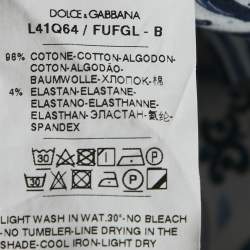 DOLCE & GABBANA
L41Q64 / FUFGL - B
96% COTONE-COTTON-ALGODON-
COTON-ALGODÃO-
BAUMWOLLE-ХЛОПОК-棉
4% ELASTAN-ELASTANE-
ELASTANO-ELASTHANNE-
ELASTHAN-ЭЛАСТАН-氨纶-
SPANDEX
30 P
30 P
LIGHT WASH IN WAT.30°-NO BLEACH
-NO TUMBLER-LINE DRYING IN THE
SHADE-COOL IRON-LIGHT DRY